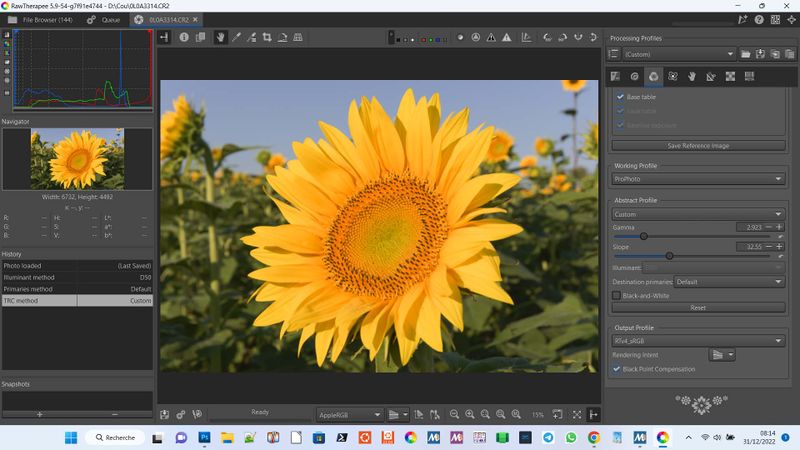 RawTherapee 5.9-54-g7f91e4744 - D:\Cou\0L0A3314.CR2
File Browser (144)
Queue
0L0A3314.CR2
Navigator
Width: 6732, Height: 4492
x: --, y: --
R: -- H: -- L*: --
G: -- S: -- a*: --
B: -- V: -- b*: --
History
Photo loaded (Last Saved)
Illuminant method D50
Primaries method Default
TRC method Custom
Snapshots
Ready
AppleRGB
15%
Processing Profiles
(Custom)
Base table
Look table
Baseline exposure
Save Reference Image
Working Profile
ProPhoto
Abstract Profile
Custom
Gamma 2.923
Slope 32.55
Illuminant:
Destination primaries: Default
Black-and-White
Reset
Output Profile
RTv4_sRGB
Rendering Intent
Black Point Compensation
Recherche
08:14
31/12/2022